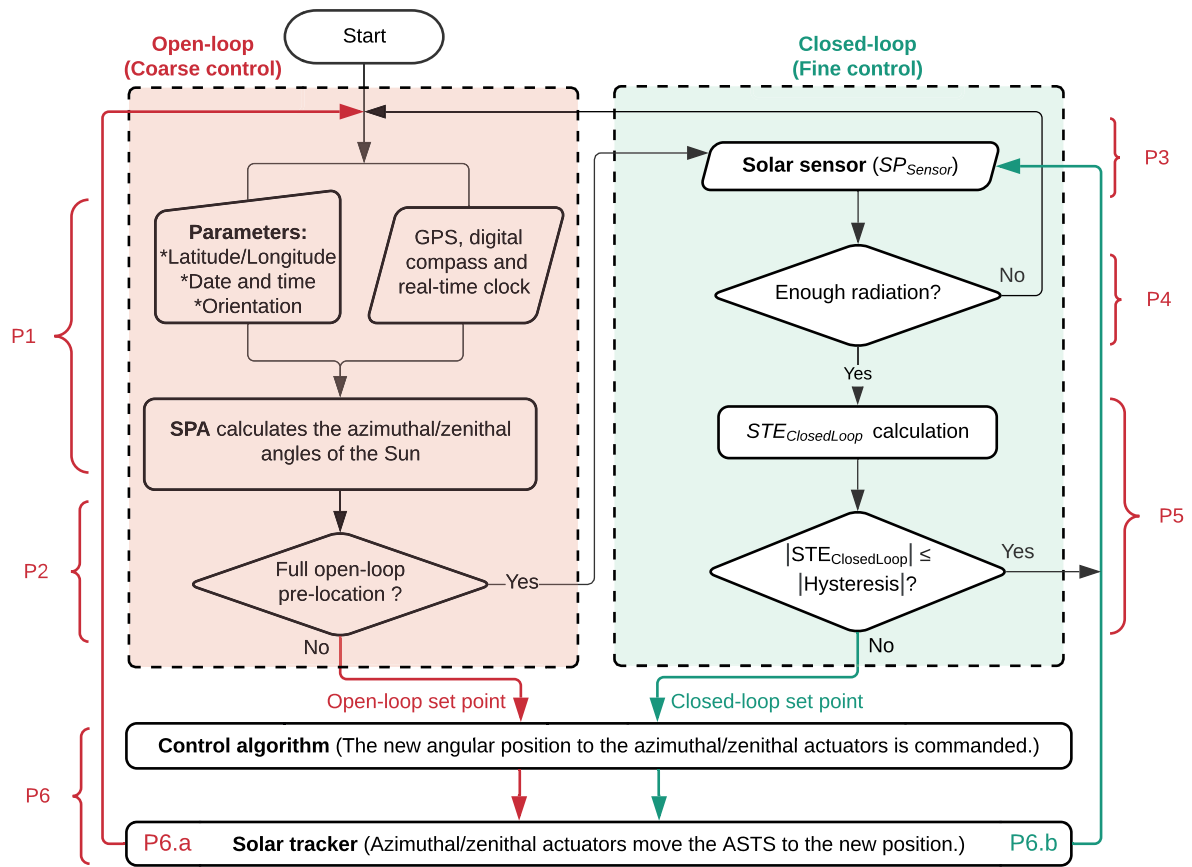 Start
Open-loop
(Coarse control)
Closed-loop
(Fine control)
P1
P2
P6
Parameters:
*Latitude/Longitude
*Date and time
*Orientation
GPS, digital
compass and
real-time clock
SPA calculates the azimuthal/zenithal
angles of the Sun
Full open-loop
pre-location ?
Yes
No
Open-loop set point
Solar sensor (SPSensor)
Enough radiation?
No
Yes
STEClosedLoop calculation
|STEClosedLoop| ≤
|Hysteresis|?
Yes
No
Closed-loop set point
P3
P4
P5
Control algorithm (The new angular position to the azimuthal/zenithal actuators is commanded.)
P6.a
Solar tracker (Azimuthal/zenithal actuators move the ASTS to the new position.)
P6.b